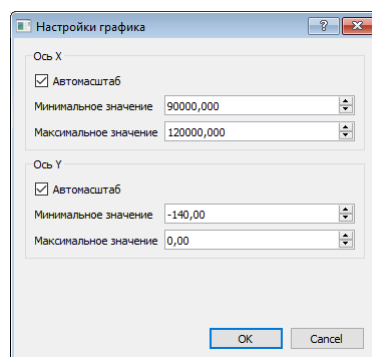 Настройки графика
Ось X
Автомасштаб
Минимальное значение 90000,000
Максимальное значение 120000,000
Ось Y
Автомасштаб
Минимальное значение -140,00
Максимальное значение 0,00
OK Cancel